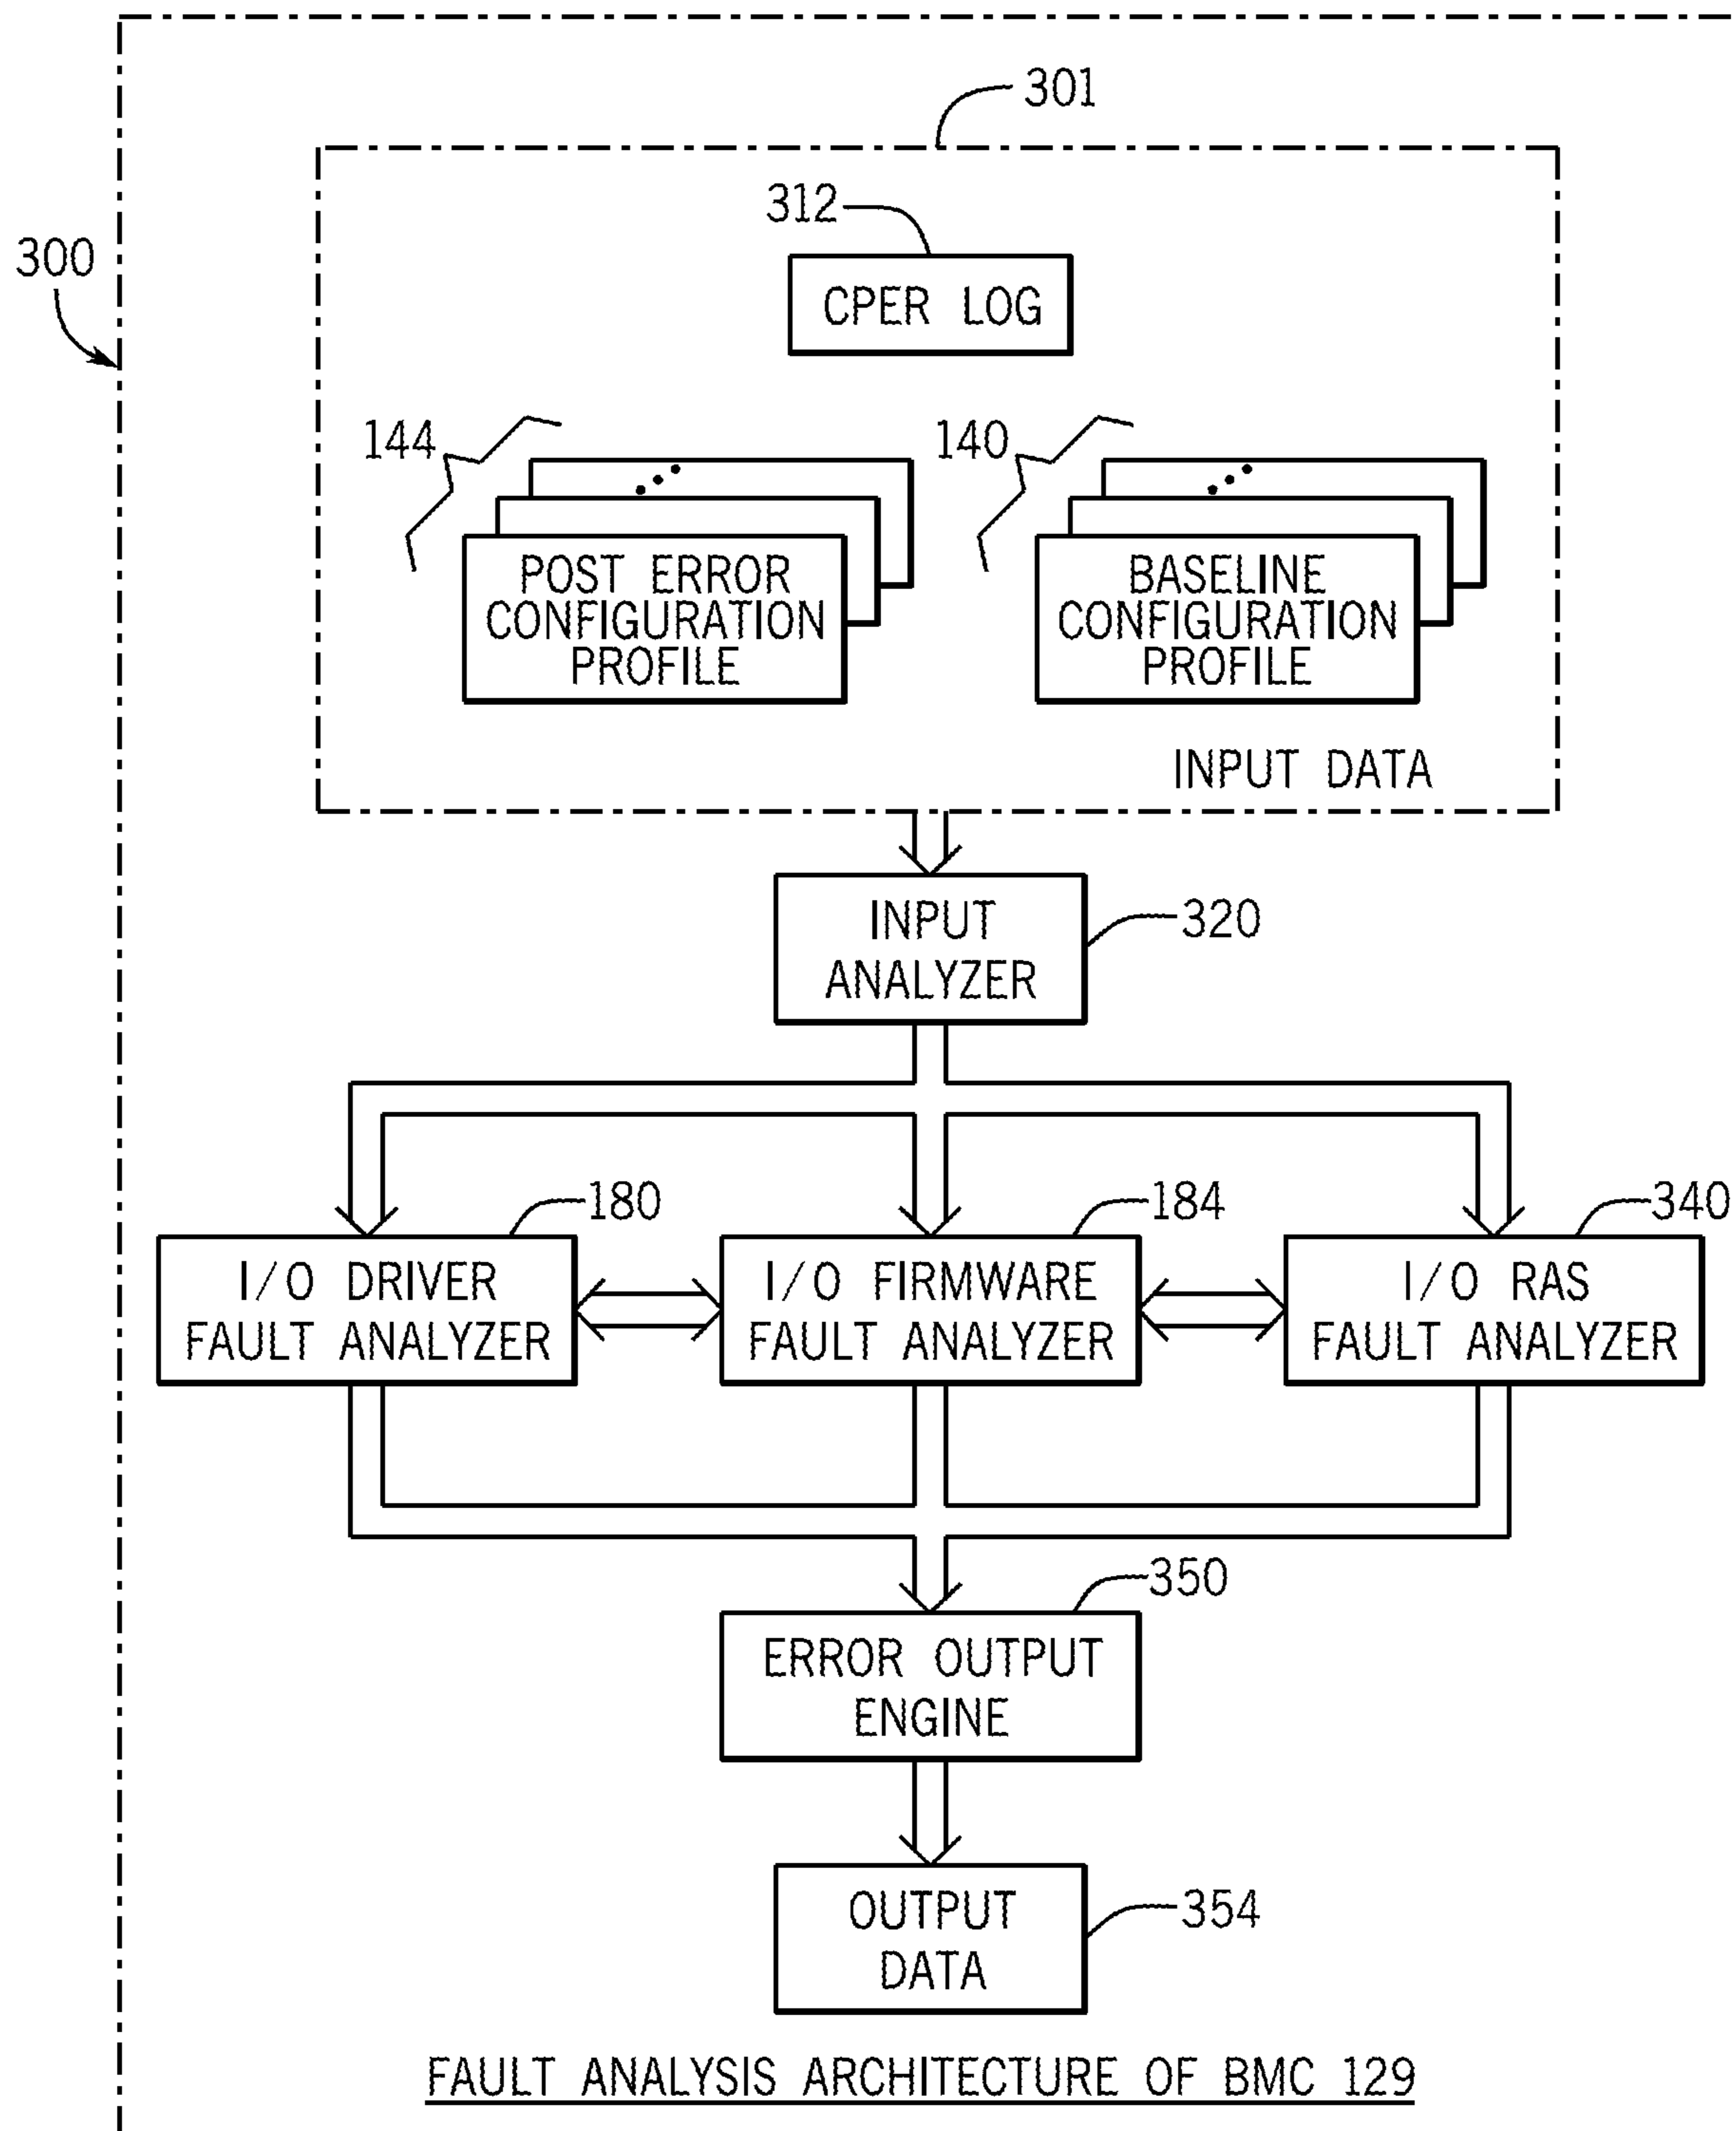 301
312
300
CPER LOG
144
140
POST ERROR
CONFIGURATION
PROFILE
BASELINE
CONFIGURATION
PROFILE
INPUT DATA
INPUT
ANALYZER
320
180
184
340
I/O DRIVER
FAULT ANALYZER
I/O FIRMWARE
FAULT ANALYZER
I/O RAS
FAULT ANALYZER
350
ERROR OUTPUT
ENGINE
OUTPUT
DATA
354
FAULT ANALYSIS ARCHITECTURE OF BMC 129